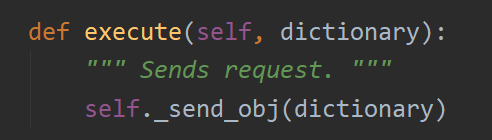 def execute(self, dictionary):
    """ Sends request. """
    self._send_obj(dictionary)